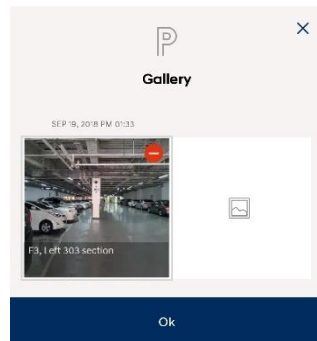 P
Gallery
SEP 19, 2018 PM 01:33
F3, Left 303 section
Ok